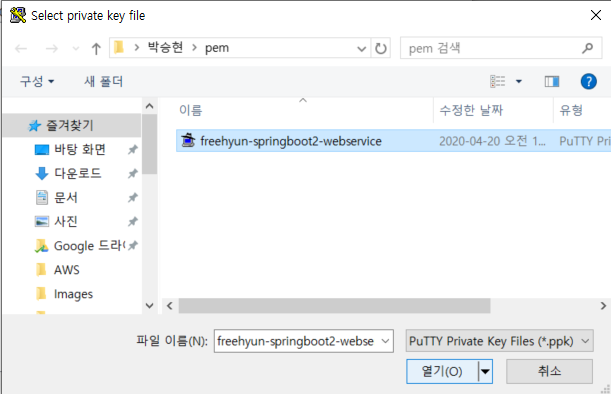 Select private key file
박승현 > pem
pem 검색
구성
새 폴더
이름
수정한 날짜
유형
즐겨찾기
freehyun-springboot2-webservice
2020-04-20 오전 1...
PuTTY Pri
바탕 화면
다운로드
문서
사진
Google 드라이
AWS
Images
파일 이름(N):
freehyun-springboot2-webse
PuTTY Private Key Files (*.ppk)
열기(O)
취소